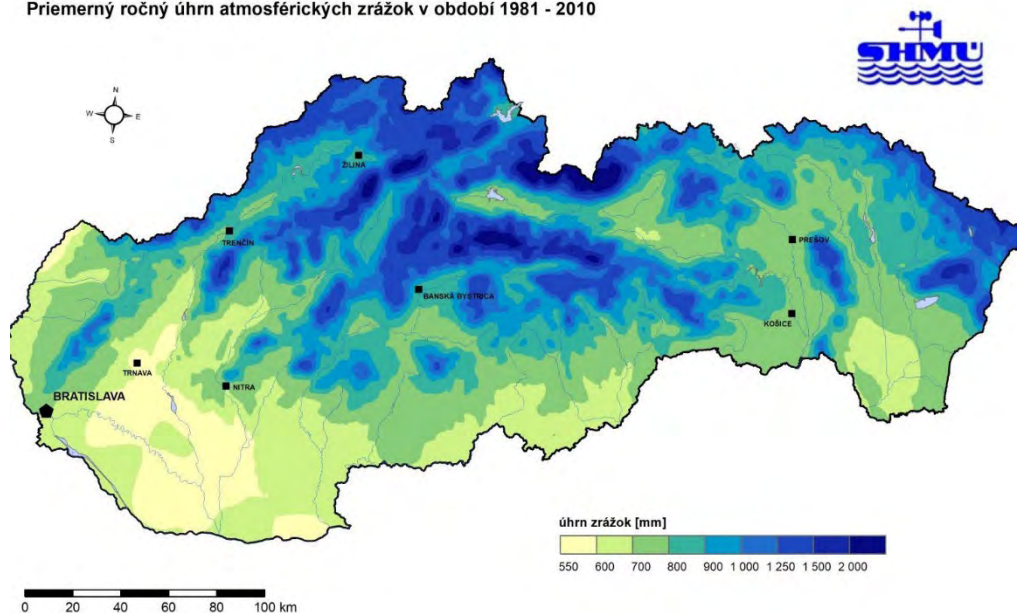 Priemerný ročný úhrn atmosférických zrážok v období 1981 - 2010
SHMÚ
N
W E
S
ŽILINA
TRENČÍN
PREŠOV
BANSKÁ BYSTRICA
KOŠICE
TRNAVA
NITRA
BRATISLAVA
úhrn zrážok [mm]
550 600 700 800 900 1 000 1 250 1 500 2 000
0 20 40 60 80 100 km